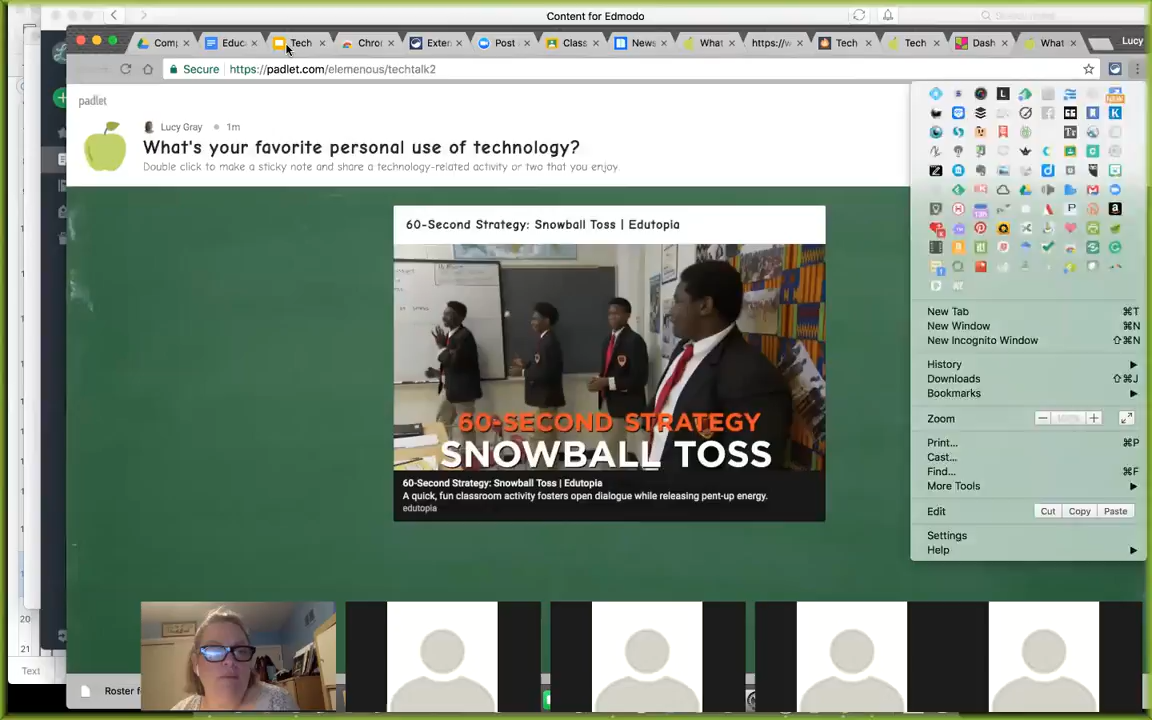 Content for Edmodo
Search Home
Comp
Educ
Tech
Chro
Exten
Post
Class
News
What
https://w
Tech
Tech
Dash
What
Lucy
Secure
https://padlet.com/elemenous/techtalk2
padlet
Lucy Gray • 1m
What's your favorite personal use of technology?
Double click to make a sticky note and share a technology-related activity or two that you enjoy.
60-Second Strategy: Snowball Toss | Edutopia
60-SECOND STRATEGY
SNOWBALL TOSS
60-Second Strategy: Snowball Toss | Edutopia
A quick, fun classroom activity fosters open dialogue while releasing pent-up energy.
edutopia
New Tab ⌘T
New Window ⌘N
New Incognito Window ⇧⌘N
History
Downloads ⇧⌘J
Bookmarks
Zoom − 100% +
Print... ⌘P
Cast...
Find... ⌘F
More Tools
Edit Cut Copy Paste
Settings
Help
20
21
Text
Roster f